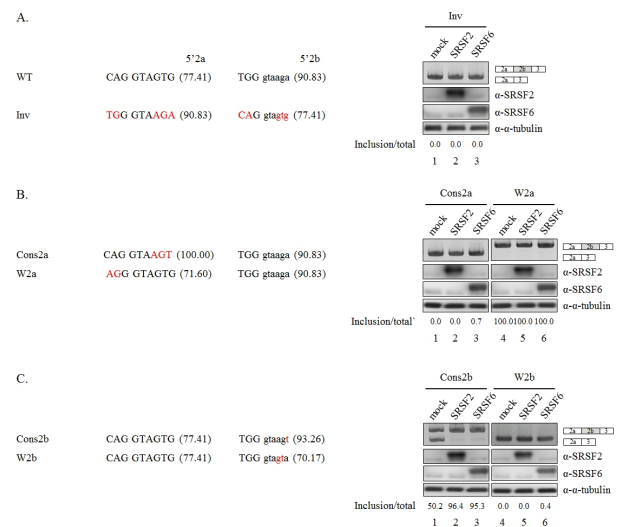 A.
5’2a 5’2b
WT CAG GTAGTG (77.41) TGG gtaaga (90.83)
Inv TGG GTAAGA (90.83) CAG gtagtg (77.41)
Inv
mock SRSF2 SRSF6
2a 2b 3
2a 3
α-SRSF2
α-SRSF6
α-α-tubulin
Inclusion/total 0.0 0.0 0.0
1 2 3
B.
Cons2a CAG GTAAGT (100.00) TGG gtaaga (90.83)
W2a AGG GTAGTG (71.60) TGG gtaaga (90.83)
Cons2a W2a
mock SRSF2 SRSF6 mock SRSF2 SRSF6
2a 2b 3
2a 3
α-SRSF2
α-SRSF6
α-α-tubulin
Inclusion/total` 0.0 0.0 0.7 100.0 100.0 100.0
1 2 3 4 5 6
C.
Cons2b CAG GTAGTG (77.41) TGG gtaagt (93.26)
W2b CAG GTAGTG (77.41) TGG gtagta (70.17)
Cons2b W2b
mock SRSF2 SRSF6 mock SRSF2 SRSF6
2a 2b 3
2a 3
α-SRSF2
α-SRSF6
α-α-tubulin
Inclusion/total 50.2 96.4 95.3 0.0 0.0 0.4
1 2 3 4 5 6